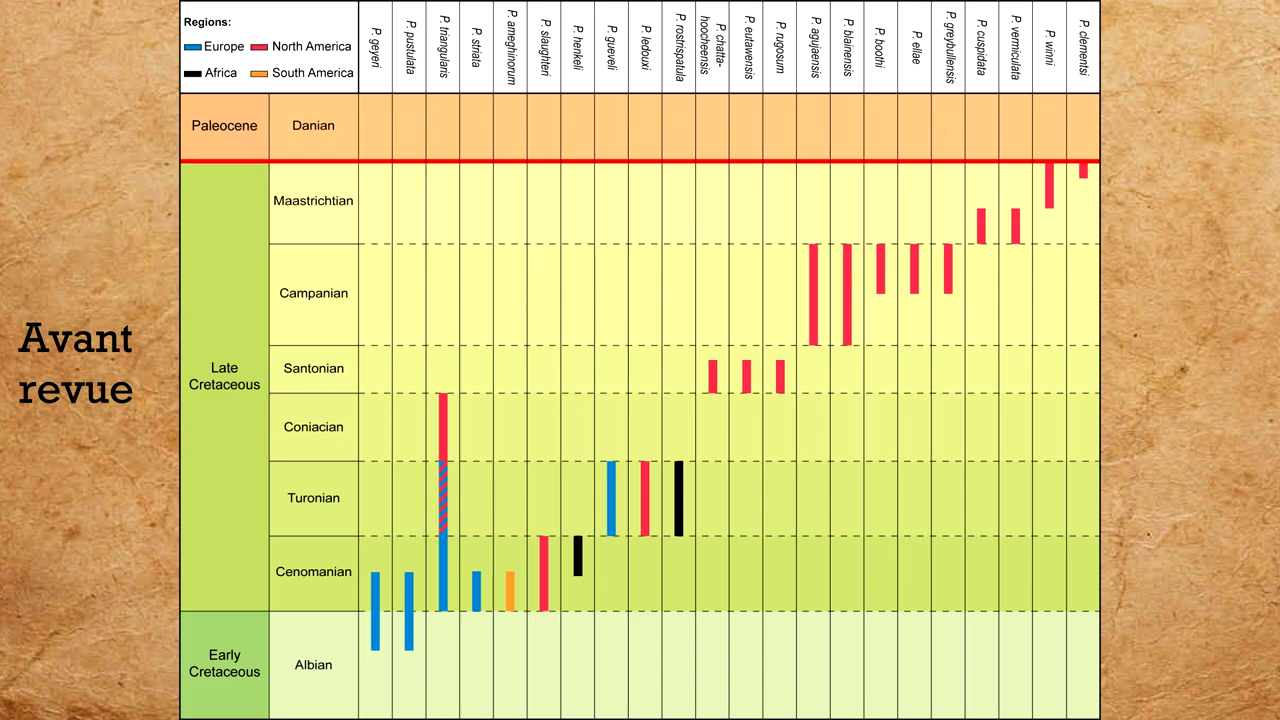 Regions:
Europe
North America
Africa
South America
P. geyeri
P. pustulata
P. triangularis
P. striata
P. ameghinorum
P. slaughteri
P. henkeli
P. gueveli
P. ledouxi
P. rostrispatula
P. chatta-
hoocheensis
P. eutawensis
P. rugosum
P. agujaensis
P. blainensis
P. boothi
P. eliae
P. greybullensis
P. cuspidata
P. vermiculata
P. winni
P. clementsi
Paleocene
Danian
Maastrichtian
Campanian
Late
Cretaceous
Santonian
Coniacian
Turonian
Cenomanian
Early
Cretaceous
Albian
Avant
revue